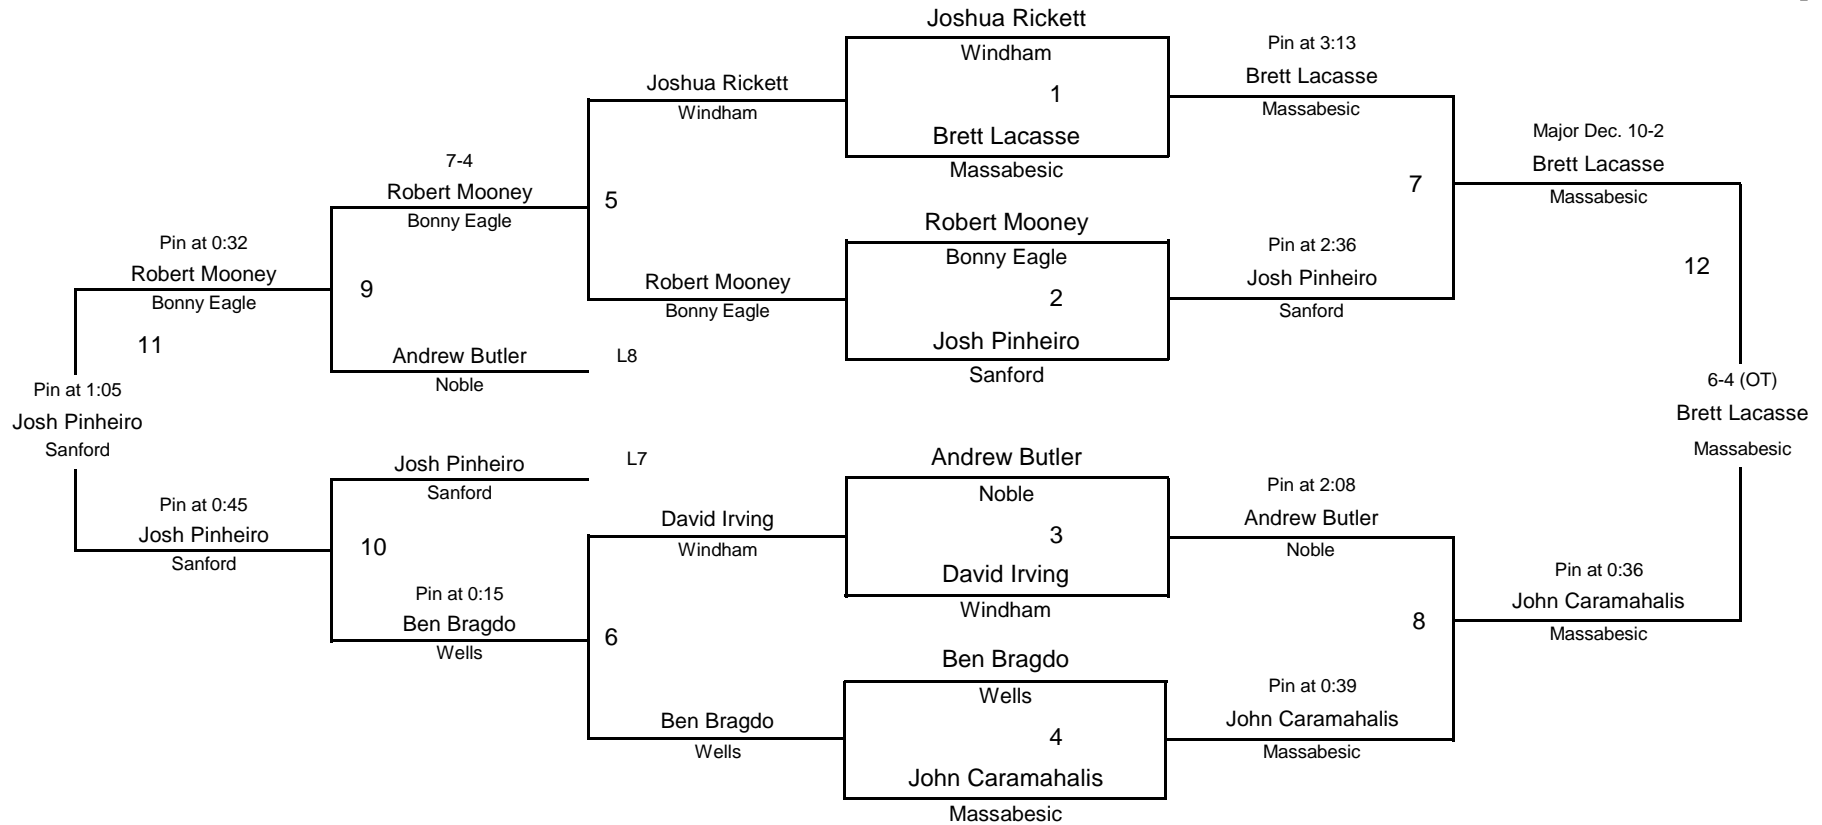 Joshua Rickett
Windham
1
Brett Lacasse
Massabesic
Pin at 3:13
Brett Lacasse
Massabesic
Joshua Rickett
Windham
Major Dec. 10-2
Brett Lacasse
Massabesic
7-4
Robert Mooney
Bonny Eagle
5
7
Robert Mooney
Bonny Eagle
2
Josh Pinheiro
Sanford
Pin at 2:36
Josh Pinheiro
Sanford
Pin at 0:32
Robert Mooney
Bonny Eagle
9
Robert Mooney
Bonny Eagle
12
11
Andrew Butler
Noble
L8
Pin at 1:05
Josh Pinheiro
Sanford
6-4 (OT)
Brett Lacasse
Massabesic
Josh Pinheiro
Sanford
L7
Andrew Butler
Noble
3
David Irving
Windham
Pin at 2:08
Andrew Butler
Noble
Pin at 0:45
Josh Pinheiro
Sanford
10
David Irving
Windham
Pin at 0:15
Ben Bragdo
Wells
6
8
Pin at 0:36
John Caramahalis
Massabesic
Ben Bragdo
Wells
4
John Caramahalis
Massabesic
Pin at 0:39
John Caramahalis
Massabesic
Ben Bragdo
Wells